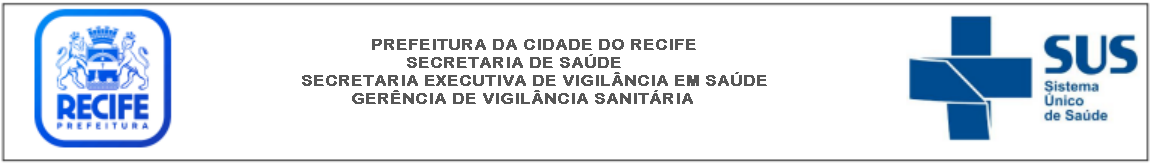 RECIFE
PREFEITURA
PREFEITURA DA CIDADE DO RECIFE
SECRETARIA DE SAÚDE
SECRETARIA EXECUTIVA DE VIGILÂNCIA EM SAÚDE
GERÊNCIA DE VIGILÂNCIA SANITÁRIA
SUS
Sistema
Único
de Saúde